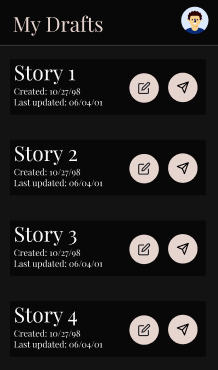 My Drafts
Story 1
Created: 10/27/98
Last updated: 06/04/01
Story 2
Created: 10/27/98
Last updated: 06/04/01
Story 3
Created: 10/27/98
Last updated: 06/04/01
Story 4
Created: 10/27/98
Last updated: 06/04/01